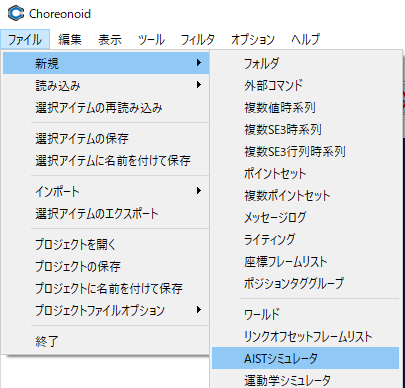 Choreonoid
ファイル 編集 表示 ツール フィルタ オプション ヘルプ
新規
読み込み
選択アイテムの再読み込み
選択アイテムの保存
選択アイテムに名前を付けて保存
インポート
選択アイテムのエクスポート
プロジェクトを開く
プロジェクトの保存
プロジェクトに名前を付けて保存
プロジェクトファイルオプション
終了
フォルダ
外部コマンド
複数値時系列
複数SE3時系列
複数SE3行列時系列
ポイントセット
複数ポイントセット
メッセージログ
ライティング
座標フレームリスト
ポジションタググループ
ワールド
リンクオフセットフレームリスト
AISTシミュレータ
運動学シミュレータ